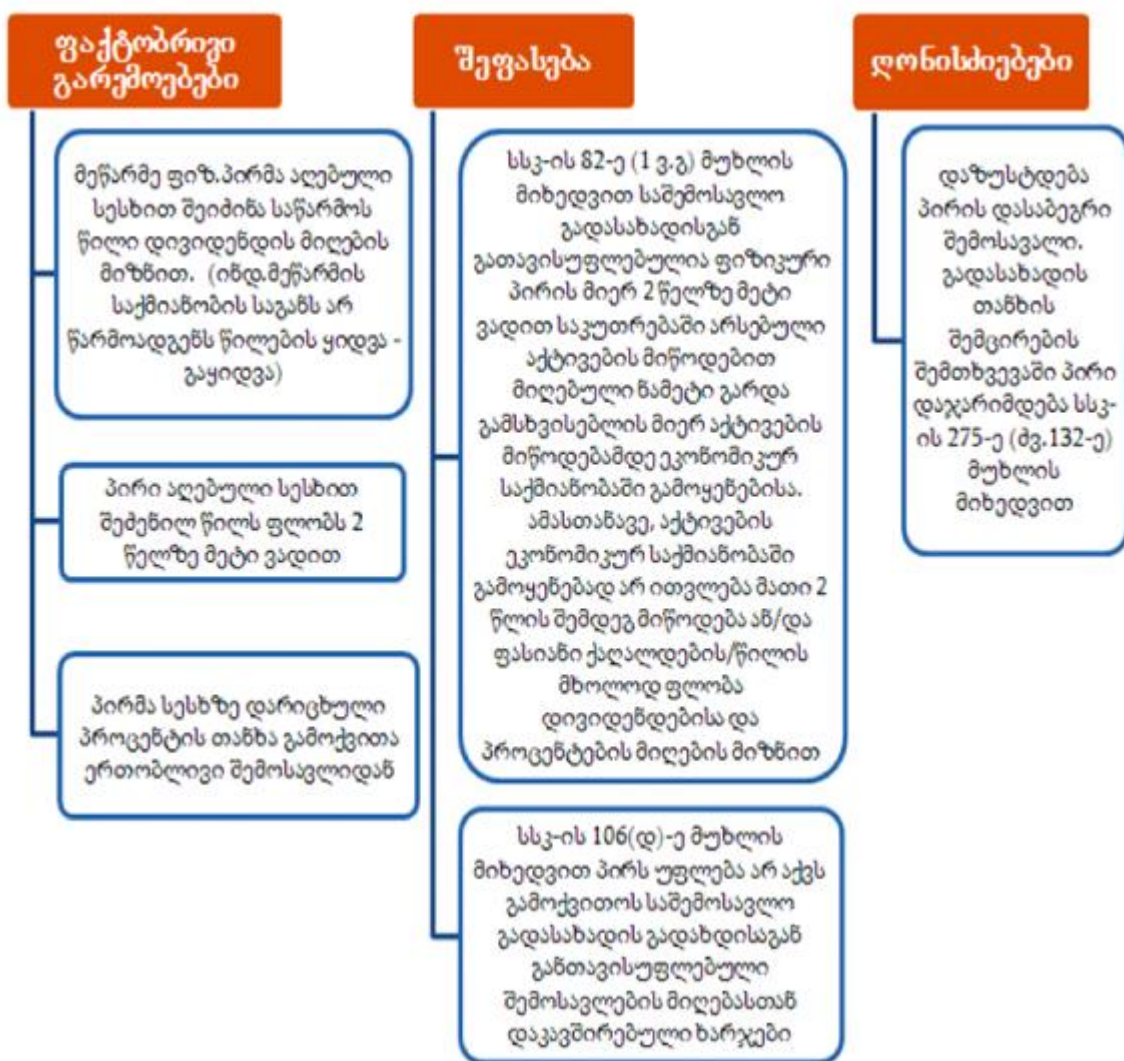 ფაქტობრივი
გარემოებები
მეწარმე ფიზ.პირმა აღებული
სესხით შეიძინა საწარმოს
წილი დივიდენდის მიღების
მიზნით. (ინდ.მეწარმის
საქმიანობის საგანს არ
წარმოადგენს წილების ყიდვა -
გაყიდვა)
პირი აღებული სესხით
შეძენილ წილს ფლობს 2
წელზე მეტი ვადით
პირმა სესხზე დარიცხული
პროცენტის თანხა გამოქვითა
ერთობლივი შემოსავლიდან
შეფასება
სსკ-ის 82-ე (1 ვ.გ) მუხლის
მიხედვით საშემოსავლო
გადასახადისგან
გათავისუფლებულია ფიზიკური
პირის მიერ 2 წელზე მეტი
ვადით საკუთრებაში არსებული
აქტივების მიწოდებით
მიღებული ნამეტი გარდა
გამსხვისებლის მიერ აქტივების
მიწოდებამდე ეკონომიკურ
საქმიანობაში გამოყენებისა.
ამასთანავე, აქტივების
ეკონომიკურ საქმიანობაში
გამოყენებად არ ითვლება მათი 2
წლის შემდეგ მიწოდება ან/და
ფასიანი ქაღალდების/წილის
მხოლოდ ფლობა
დივიდენდებისა და
პროცენტების მიღების მიზნით
სსკ-ის 106(დ)-ე მუხლის
მიხედვით პირს უფლება არ აქვს
გამოქვითოს საშემოსავლო
გადასახადის გადახდისაგან
განთავისუფლებული
შემოსავლების მიღებასთან
დაკავშირებული ხარჯები
ღონისძიებები
დაზუსტდება
პირის დასაბეგრი
შემოსავალი.
გადასახადის
თანხის
შემცირების
შემთხვევაში პირი
დაჯარიმდება სსკ-
ის 275-ე (ძვ.132-ე)
მუხლის
მიხედვით